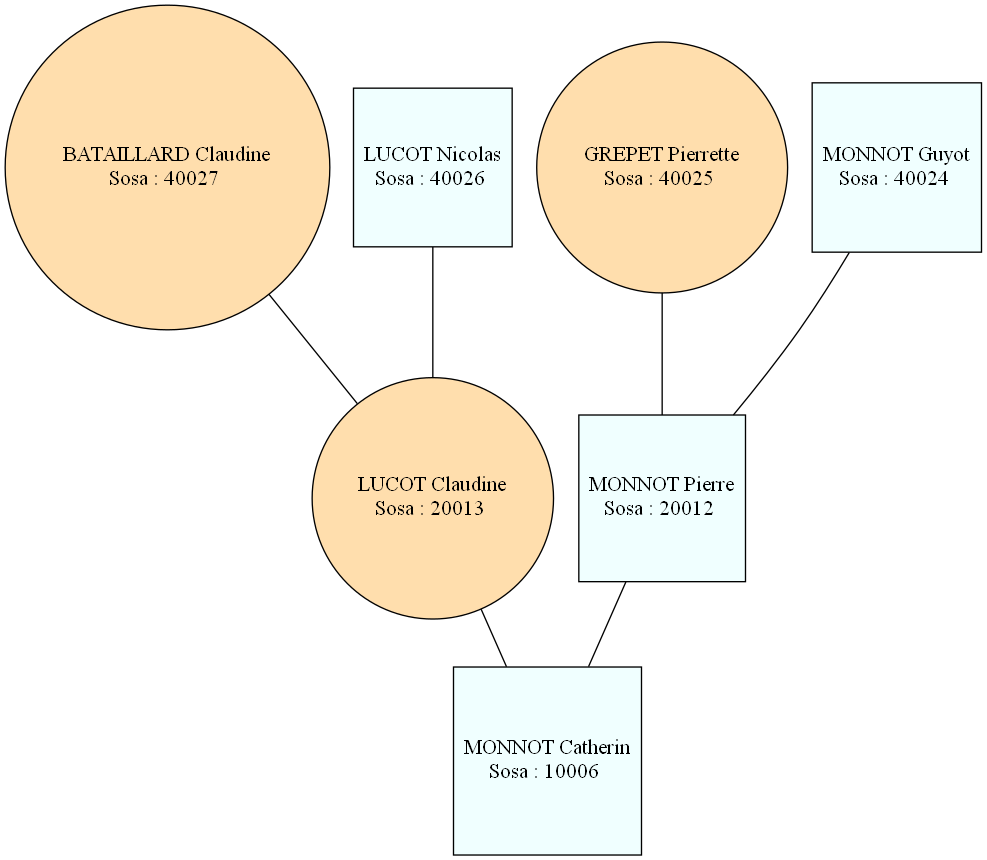 BATAILLARD Claudine
Sosa : 40027
LUCOT Nicolas
Sosa : 40026
GREPET Pierrette
Sosa : 40025
MONNOT Guyot
Sosa : 40024
LUCOT Claudine
Sosa : 20013
MONNOT Pierre
Sosa : 20012
MONNOT Catherin
Sosa : 10006